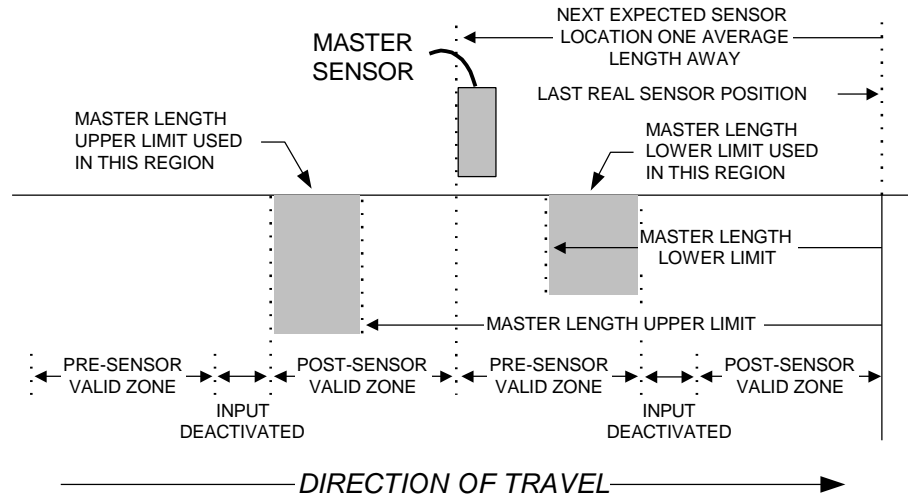 NEXT EXPECTED SENSOR
LOCATION ONE AVERAGE
LENGTH AWAY
MASTER
SENSOR
LAST REAL SENSOR POSITION
MASTER LENGTH
UPPER LIMIT USED
IN THIS REGION
MASTER LENGTH
LOWER LIMIT USED
IN THIS REGION
MASTER LENGTH
LOWER LIMIT
MASTER LENGTH UPPER LIMIT
PRE-SENSOR
VALID ZONE
POST-SENSOR
VALID ZONE
PRE-SENSOR
VALID ZONE
POST-SENSOR
VALID ZONE
INPUT
DEACTIVATED
INPUT
DEACTIVATED
DIRECTION OF TRAVEL